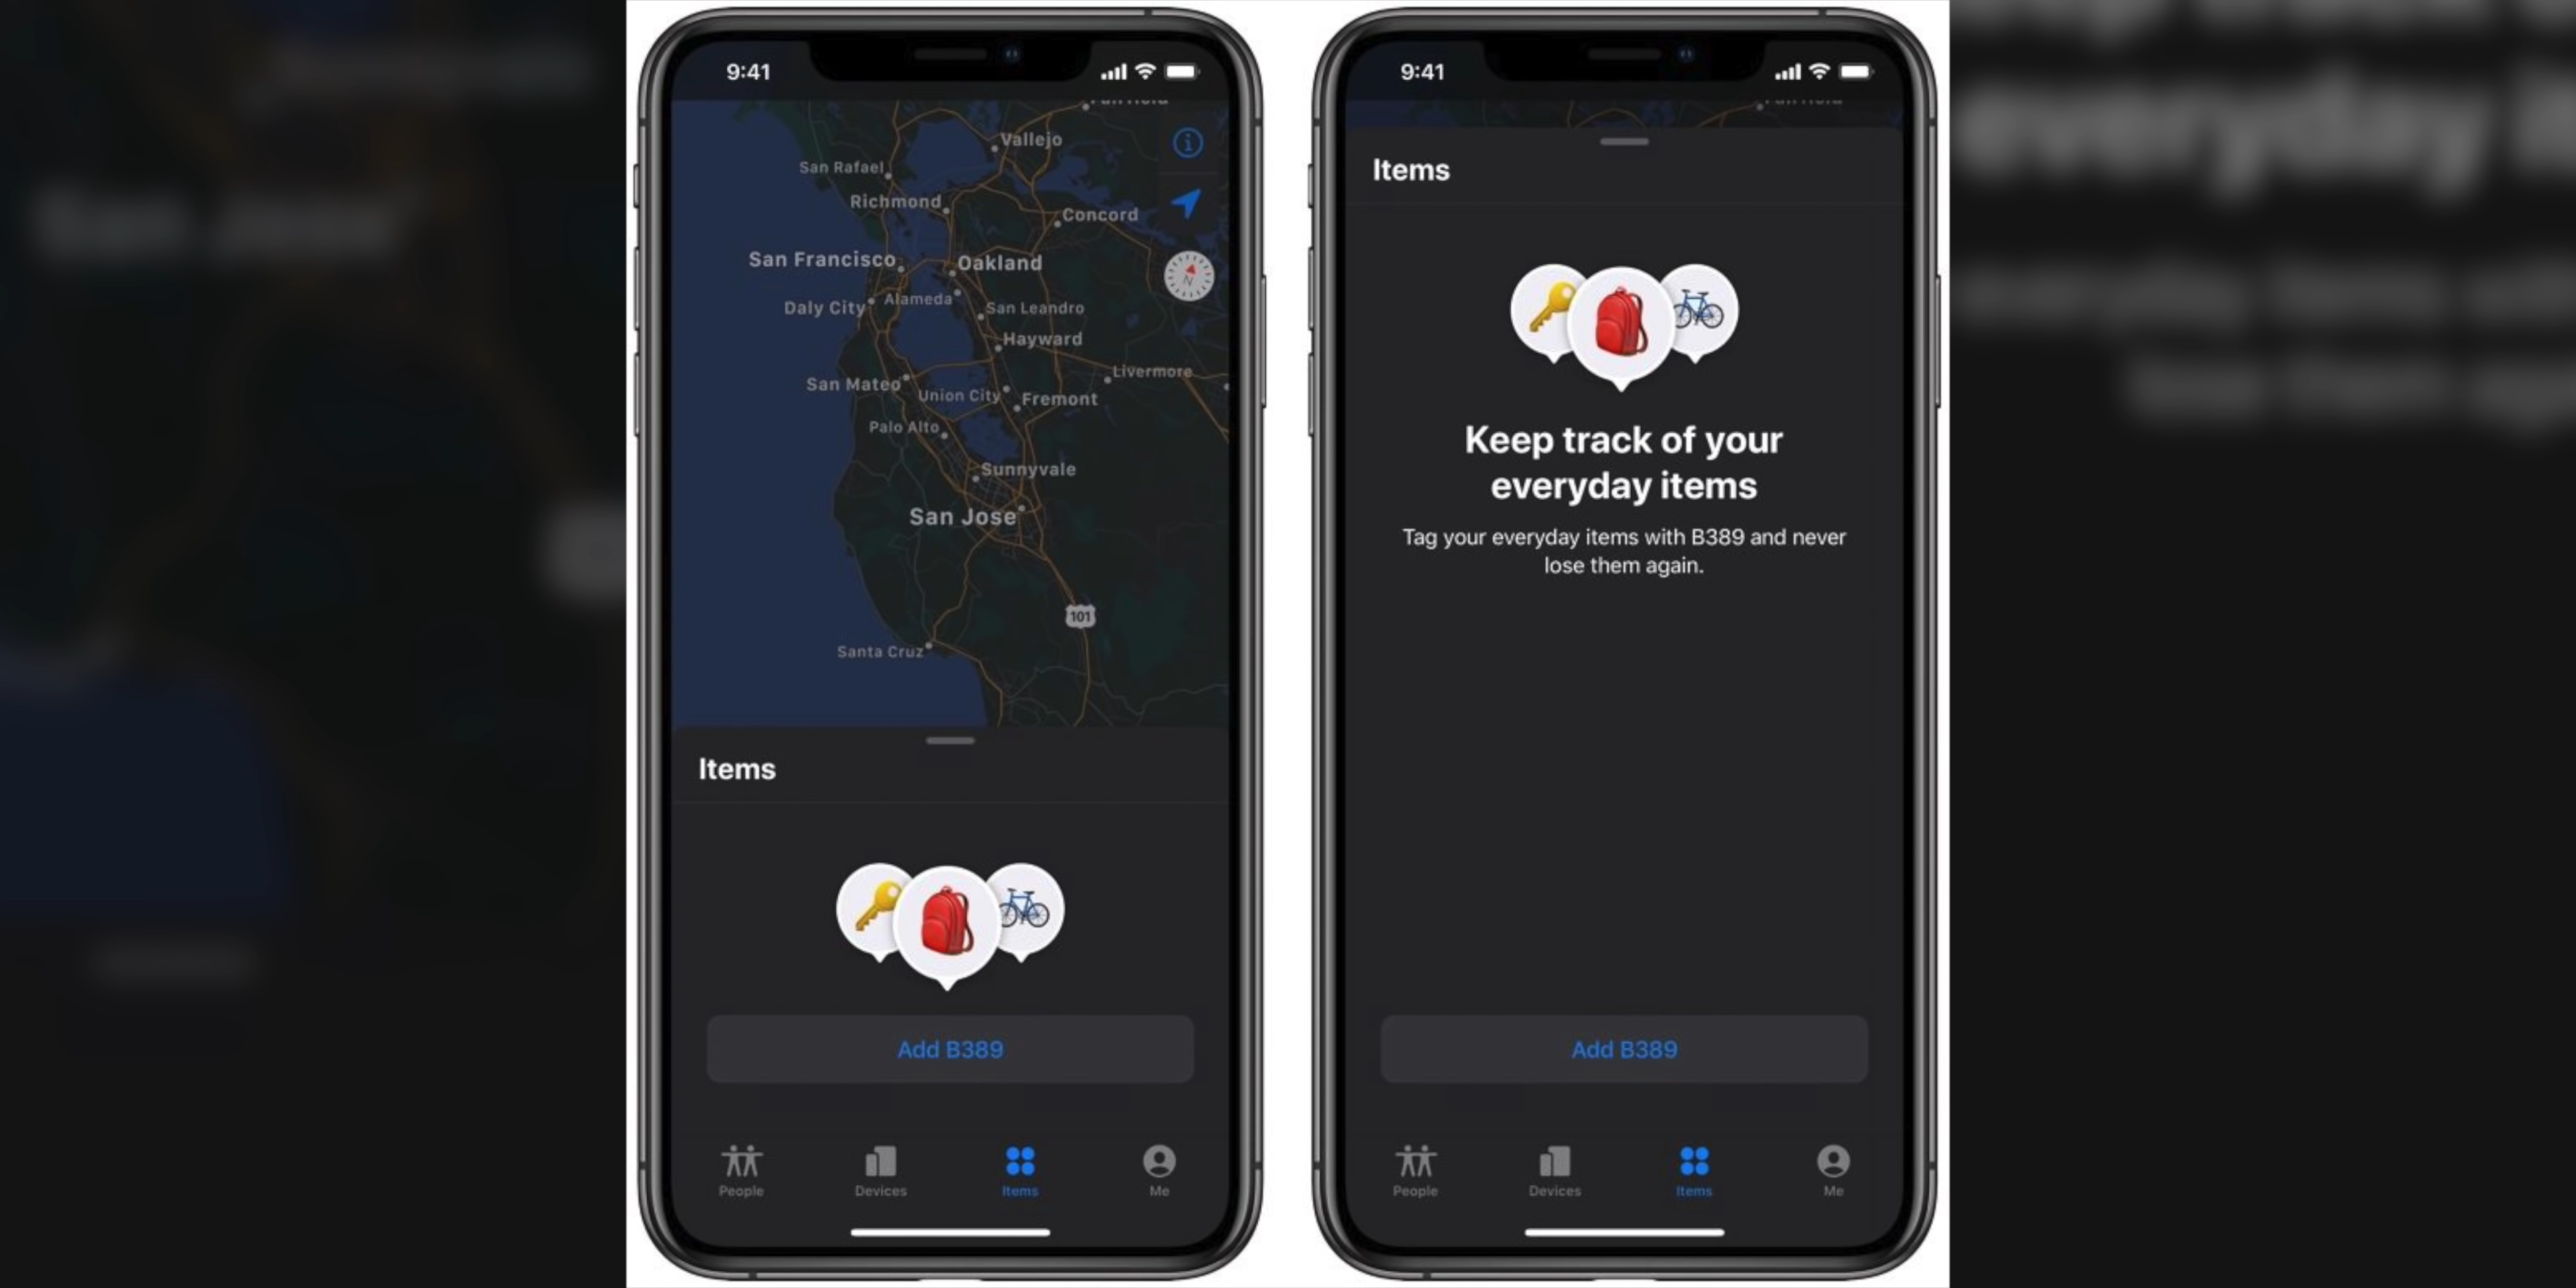 9:41
Vallejo
San Rafael
Richmond
Concord
San Francisco
Oakland
Daly City
Alameda
San Leandro
Hayward
Livermore
San Mateo
Union City
Fremont
Palo Alto
Sunnyvale
San Jose
101
Santa Cruz
Items
Add B389
People
Devices
Items
Me
9:41
Items
Keep track of your
everyday items
Tag your everyday items with B389 and never
lose them again.
Add B389
People
Devices
Items
Me